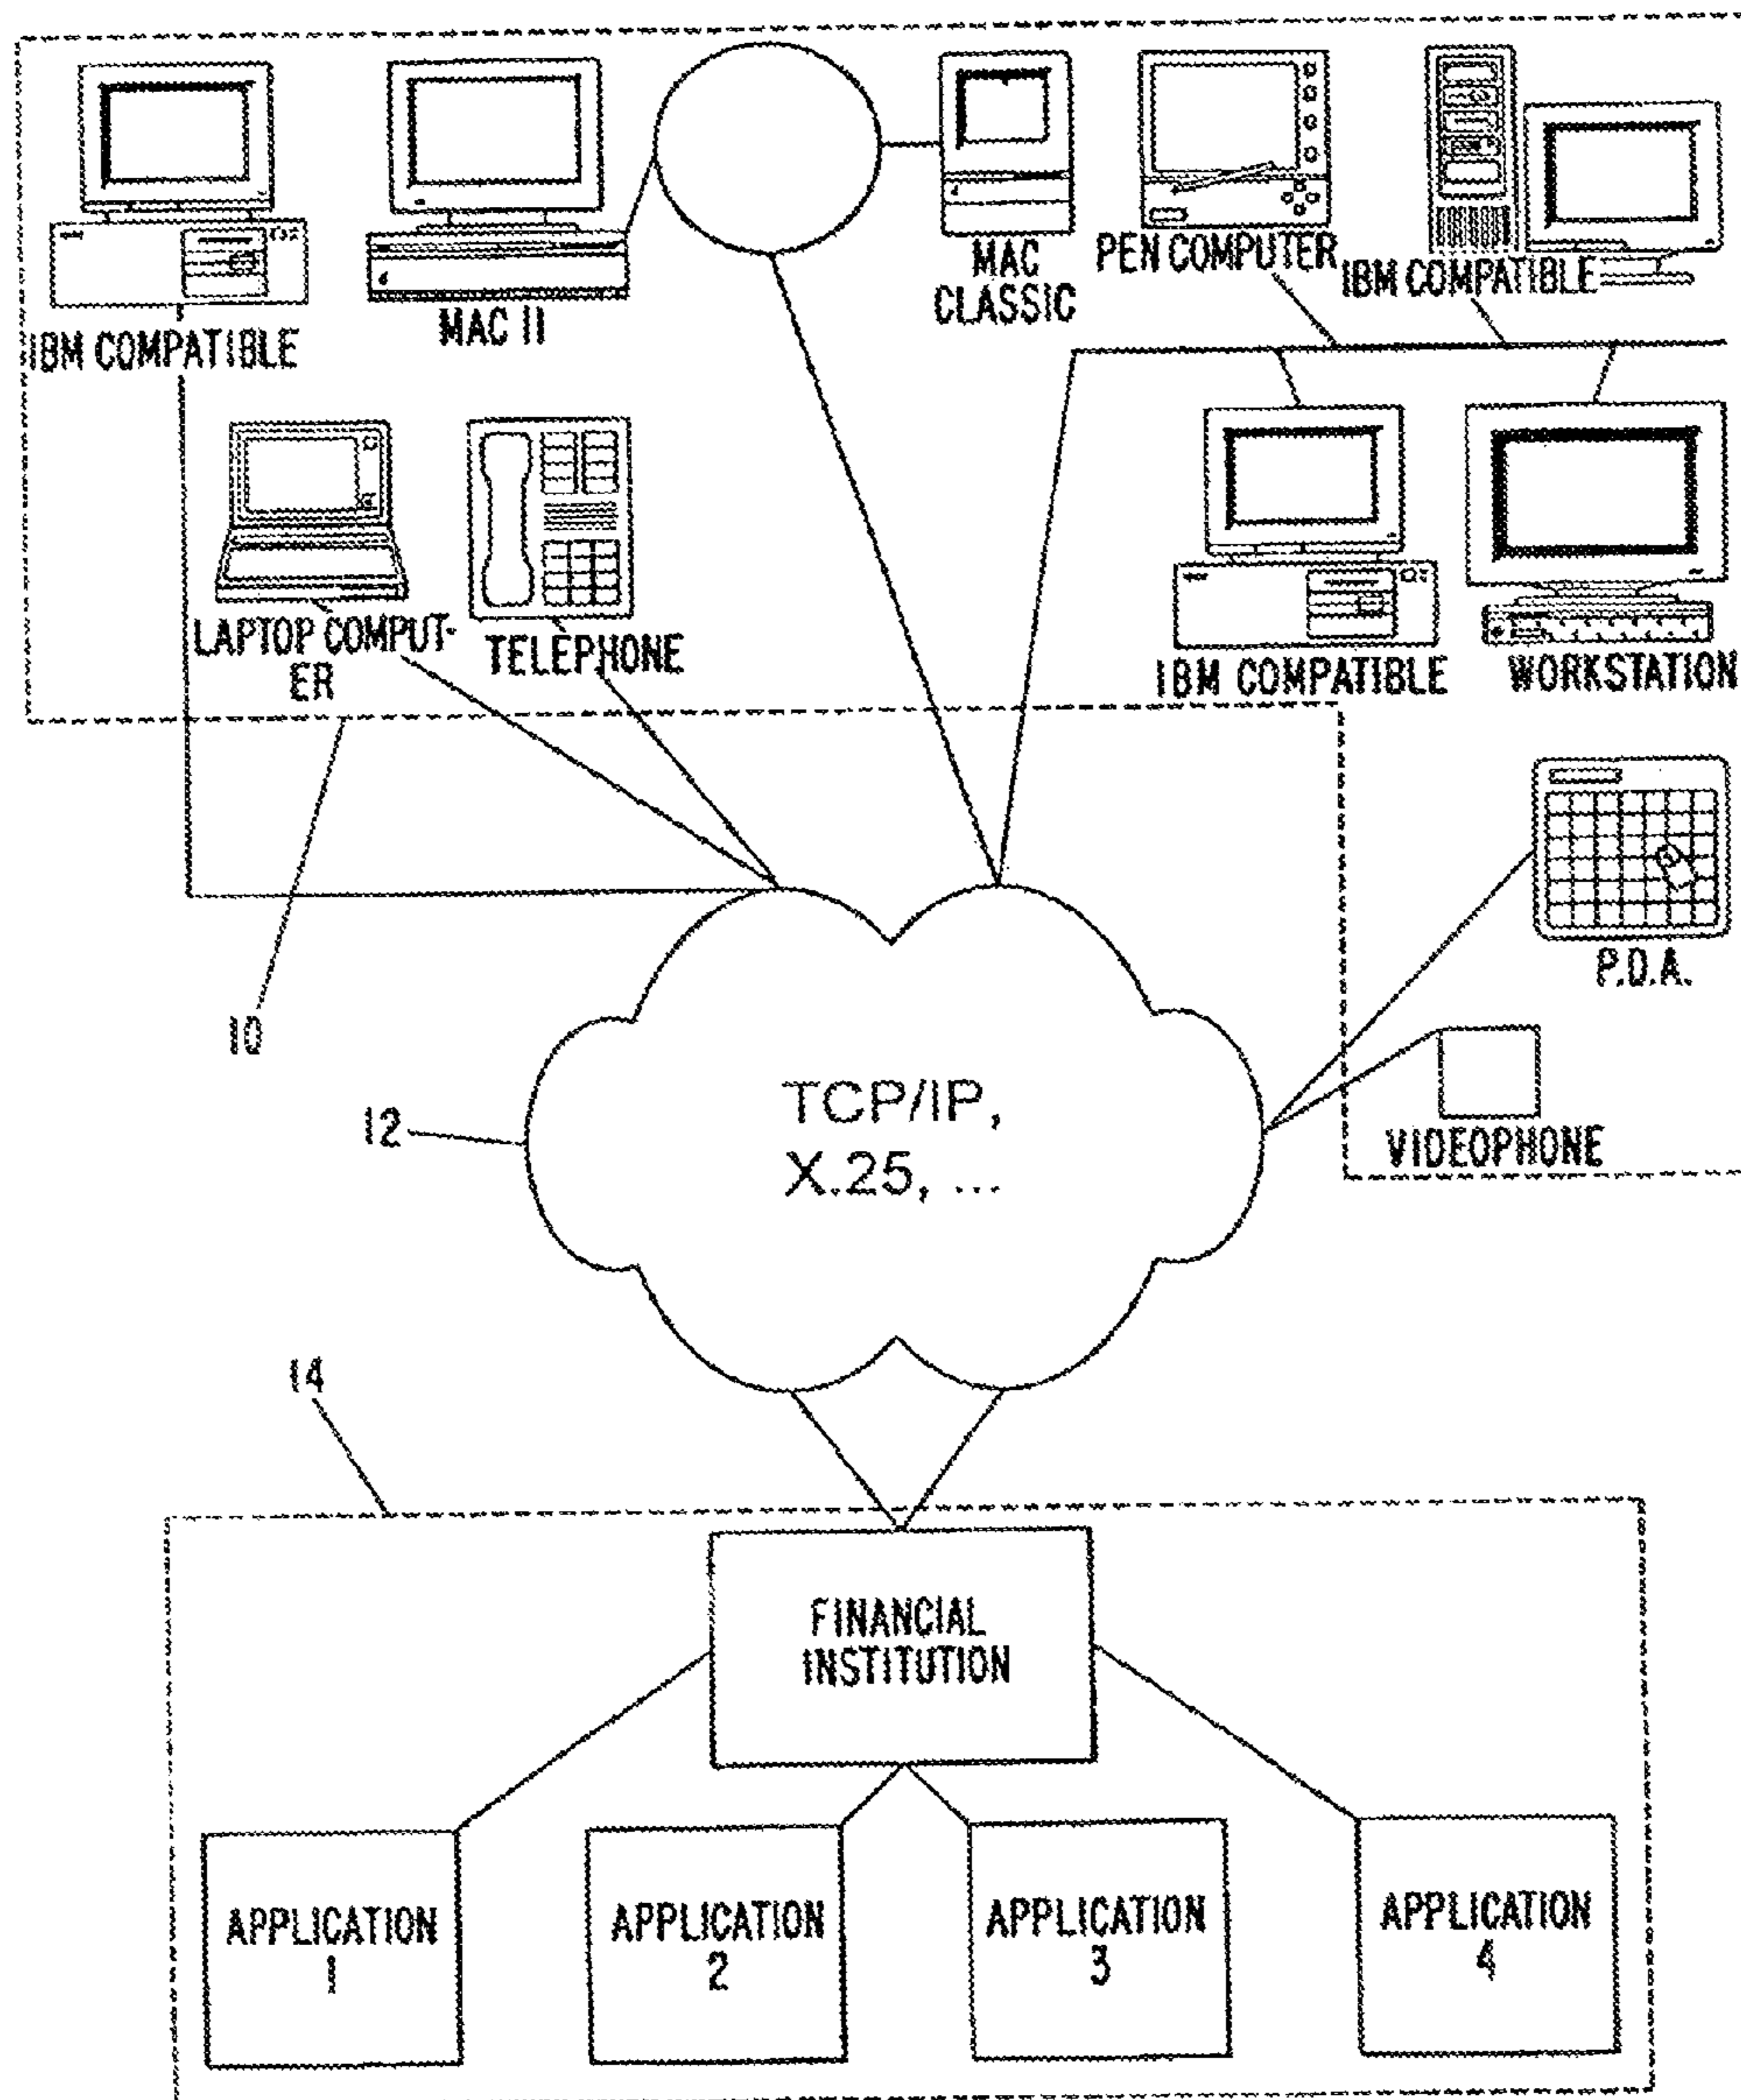 MAC
CLASSIC
PEN COMPUTER
IBM COMPATIBLE
IBM COMPATIBLE
MAC II
LAPTOP COMPUT-
ER
TELEPHONE
IBM COMPATIBLE
WORKSTATION
P.D.A.
10
12
TCP/IP,
X.25, ...
VIDEOPHONE
14
FINANCIAL
INSTITUTION
APPLICATION
1
APPLICATION
2
APPLICATION
3
APPLICATION
4